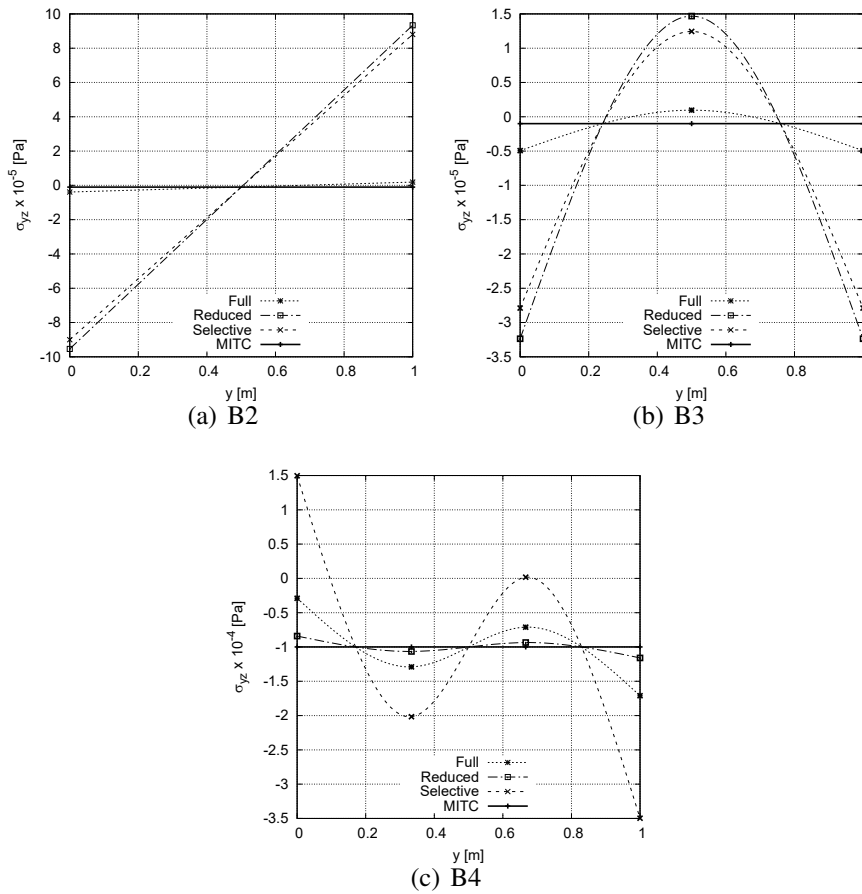 10
8
6
4
2
0
-2
-4
-6
-8
-10
σyz x 10-5 [Pa]
Full
Reduced
Selective
MITC
0 0.2 0.4 0.6 0.8 1
y [m]
(a) B2
1.5
1
0.5
0
-0.5
-1
-1.5
-2
-2.5
-3
-3.5
σyz x 10-5 [Pa]
Full
Reduced
Selective
MITC
0 0.2 0.4 0.6 0.8
y [m]
(b) B3
1.5
1
0.5
0
-0.5
-1
-1.5
-2
-2.5
-3
-3.5
σyz x 10-4 [Pa]
Full
Reduced
Selective
MITC
0 0.2 0.4 0.6 0.8 1
y [m]
(c) B4